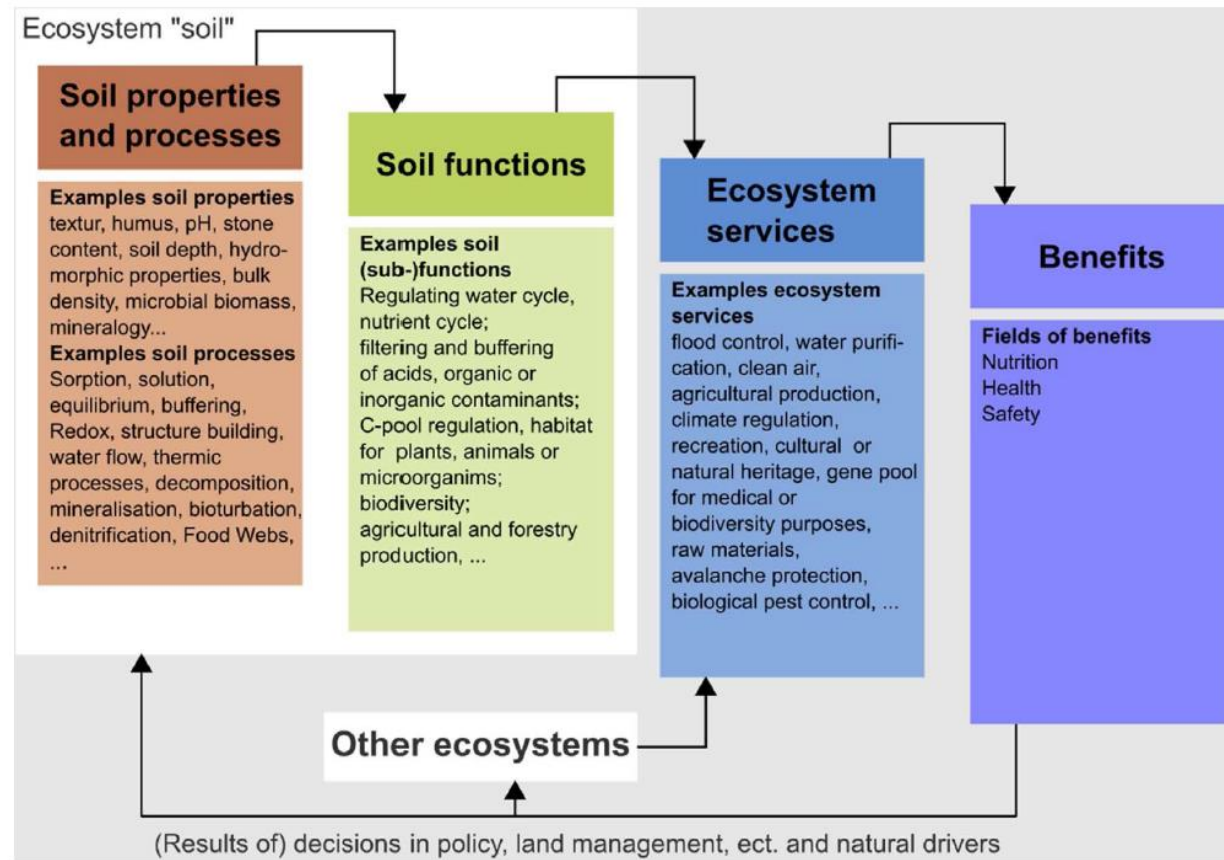 Ecosystem "soil"
Soil properties
and processes
Examples soil properties
textur, humus, pH, stone
content, soil depth, hydro-
morphic properties, bulk
density, microbial biomass,
mineralogy...
Examples soil processes
Sorption, solution,
equilibrium, buffering,
Redox, structure building,
water flow, thermic
processes, decomposition,
mineralisation, bioturbation,
denitrification, Food Webs,
...
Soil functions
Examples soil
(sub-)functions
Regulating water cycle,
nutrient cycle;
filtering and buffering
of acids, organic or
inorganic contaminants;
C-pool regulation, habitat
for plants, animals or
microorganims;
biodiversity;
agricultural and forestry
production, ...
Ecosystem
services
Examples ecosystem
services
flood control, water purifi-
cation, clean air,
agricultural production,
climate regulation,
recreation, cultural or
natural heritage, gene pool
for medical or
biodiversity purposes,
raw materials,
avalanche protection,
biological pest control, ...
Benefits
Fields of benefits
Nutrition
Health
Safety
Other ecosystems
(Results of) decisions in policy, land management, ect. and natural drivers